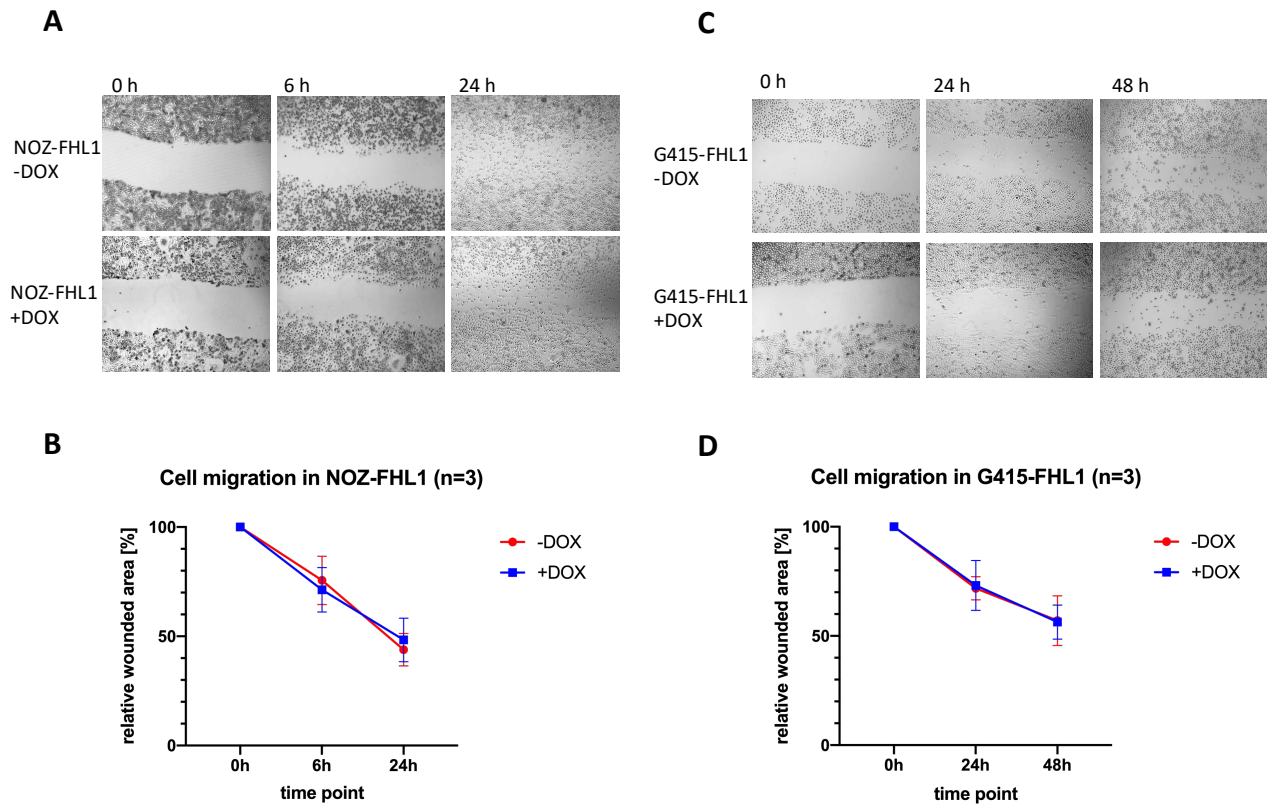 A
0 h
6 h
24 h
NOZ-FHL1
-DOX
NOZ-FHL1
+DOX
C
0 h
24 h
48 h
G415-FHL1
-DOX
G415-FHL1
+DOX
B
Cell migration in NOZ-FHL1 (n=3)
relative wounded area [%]
100
50
0
0h
6h
24h
time point
-DOX
+DOX
D
Cell migration in G415-FHL1 (n=3)
relative wounded area [%]
100
50
0
0h
24h
48h
time point
-DOX
+DOX